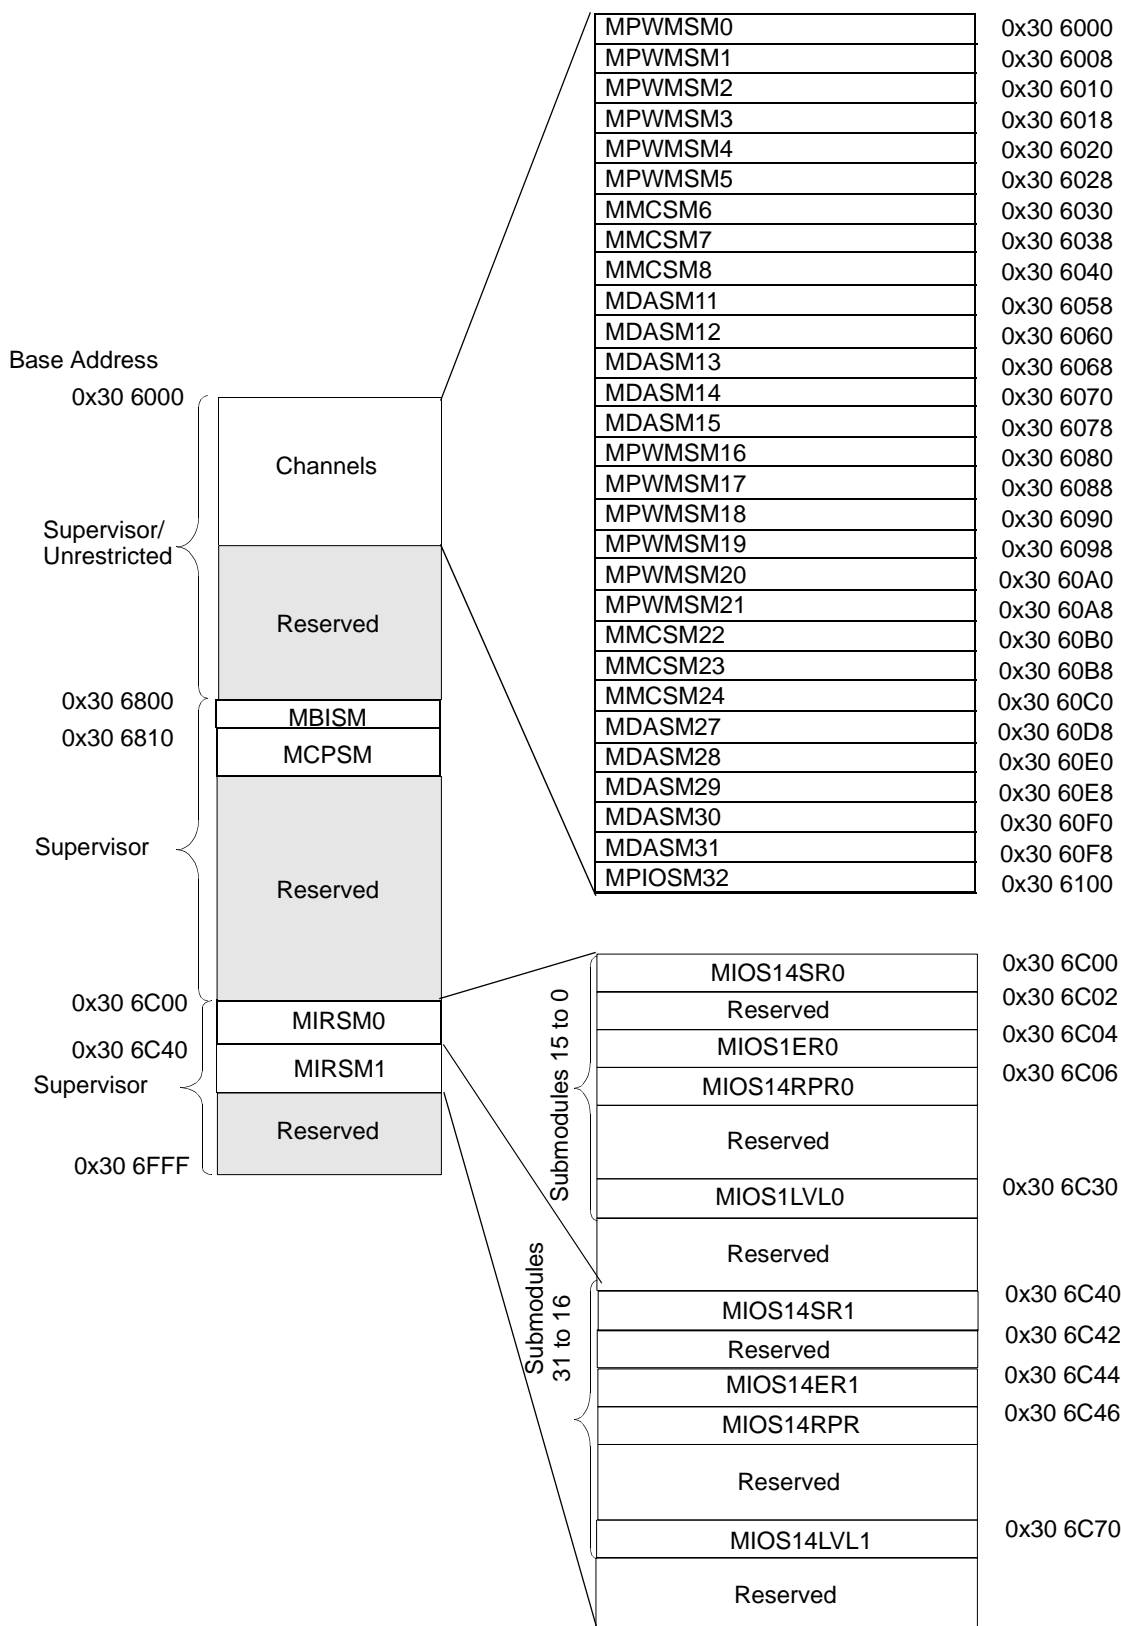 MPWMSM0 0x30 6000
MPWMSM1 0x30 6008
MPWMSM2 0x30 6010
MPWMSM3 0x30 6018
MPWMSM4 0x30 6020
MPWMSM5 0x30 6028
MMCSM6 0x30 6030
MMCSM7 0x30 6038
MMCSM8 0x30 6040
MDASM11 0x30 6058
MDASM12 0x30 6060
MDASM13 0x30 6068
MDASM14 0x30 6070
MDASM15 0x30 6078
MPWMSM16 0x30 6080
MPWMSM17 0x30 6088
MPWMSM18 0x30 6090
MPWMSM19 0x30 6098
MPWMSM20 0x30 60A0
MPWMSM21 0x30 60A8
MMCSM22 0x30 60B0
MMCSM23 0x30 60B8
MMCSM24 0x30 60C0
MDASM27 0x30 60D8
MDASM28 0x30 60E0
MDASM29 0x30 60E8
MDASM30 0x30 60F0
MDASM31 0x30 60F8
MPIOSM32 0x30 6100
Base Address
0x30 6000
Channels
Supervisor/
Unrestricted
Reserved
0x30 6800
MBISM
0x30 6810
MCPSM
Supervisor
Reserved
0x30 6C00
MIRSM0
0x30 6C40
MIRSM1
Supervisor
Reserved
0x30 6FFF
Submodules 15 to 0
MIOS14SR0 0x30 6C00
Reserved 0x30 6C02
MIOS1ER0 0x30 6C04
MIOS14RPR0 0x30 6C06
Reserved
MIOS1LVL0 0x30 6C30
Reserved
Submodules
31 to 16
MIOS14SR1 0x30 6C40
Reserved 0x30 6C42
MIOS14ER1 0x30 6C44
MIOS14RPR 0x30 6C46
Reserved
MIOS14LVL1 0x30 6C70
Reserved